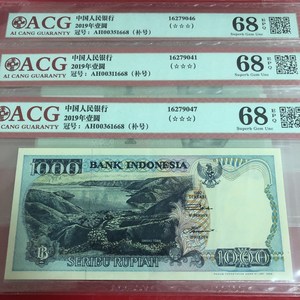 ACG
AI CANG GUARANTY
中国人民银行
2019年壹圆
冠号：AH00351668（补号）
16279046
(☆☆☆)
68 EPQ
Superb Gem Unc
ACG
AI CANG GUARANTY
中国人民银行
2019年壹圆
冠号：AH00311668（补号）
16279041
(☆☆☆)
68 EPQ
Superb Gem Unc
ACG
AI CANG GUARANTY
中国人民银行
2019年壹圆
冠号：AH00361668（补号）
16279047
(☆☆☆)
68 EPQ
Superb Gem Unc
1000
BANK INDONESIA
SERIBU RUPIAH
1000